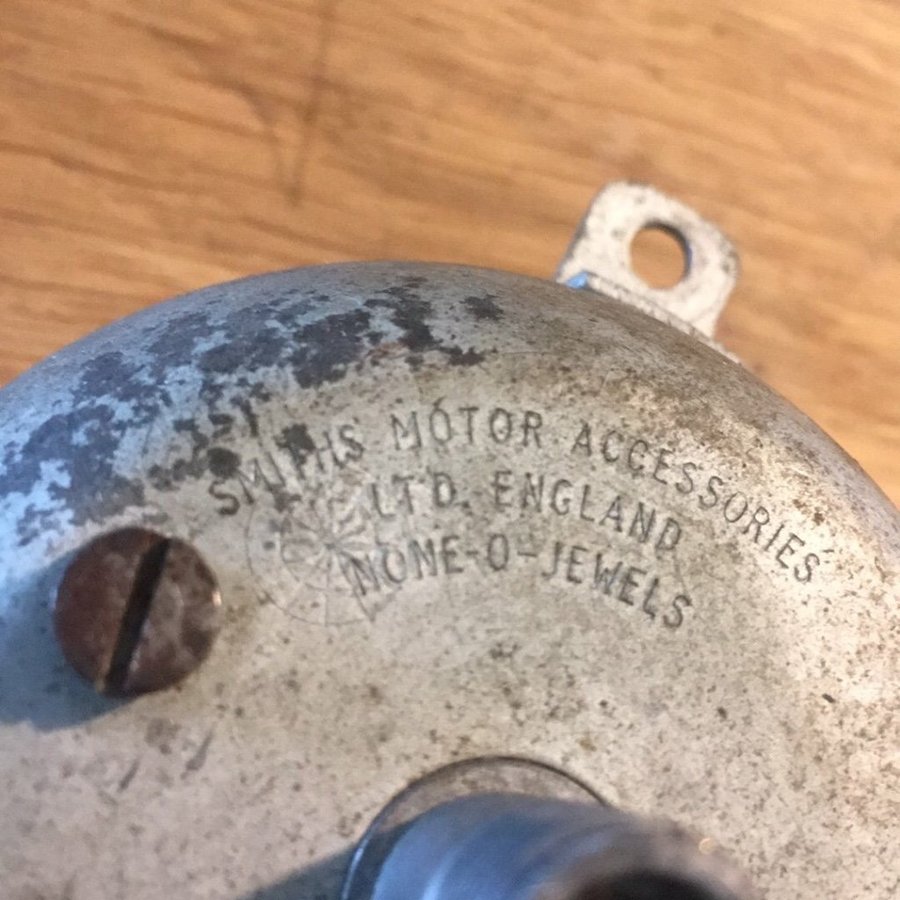 SMITHS MOTOR ACCESSORIES
LTD. ENGLAND
NONE-O-JEWELS